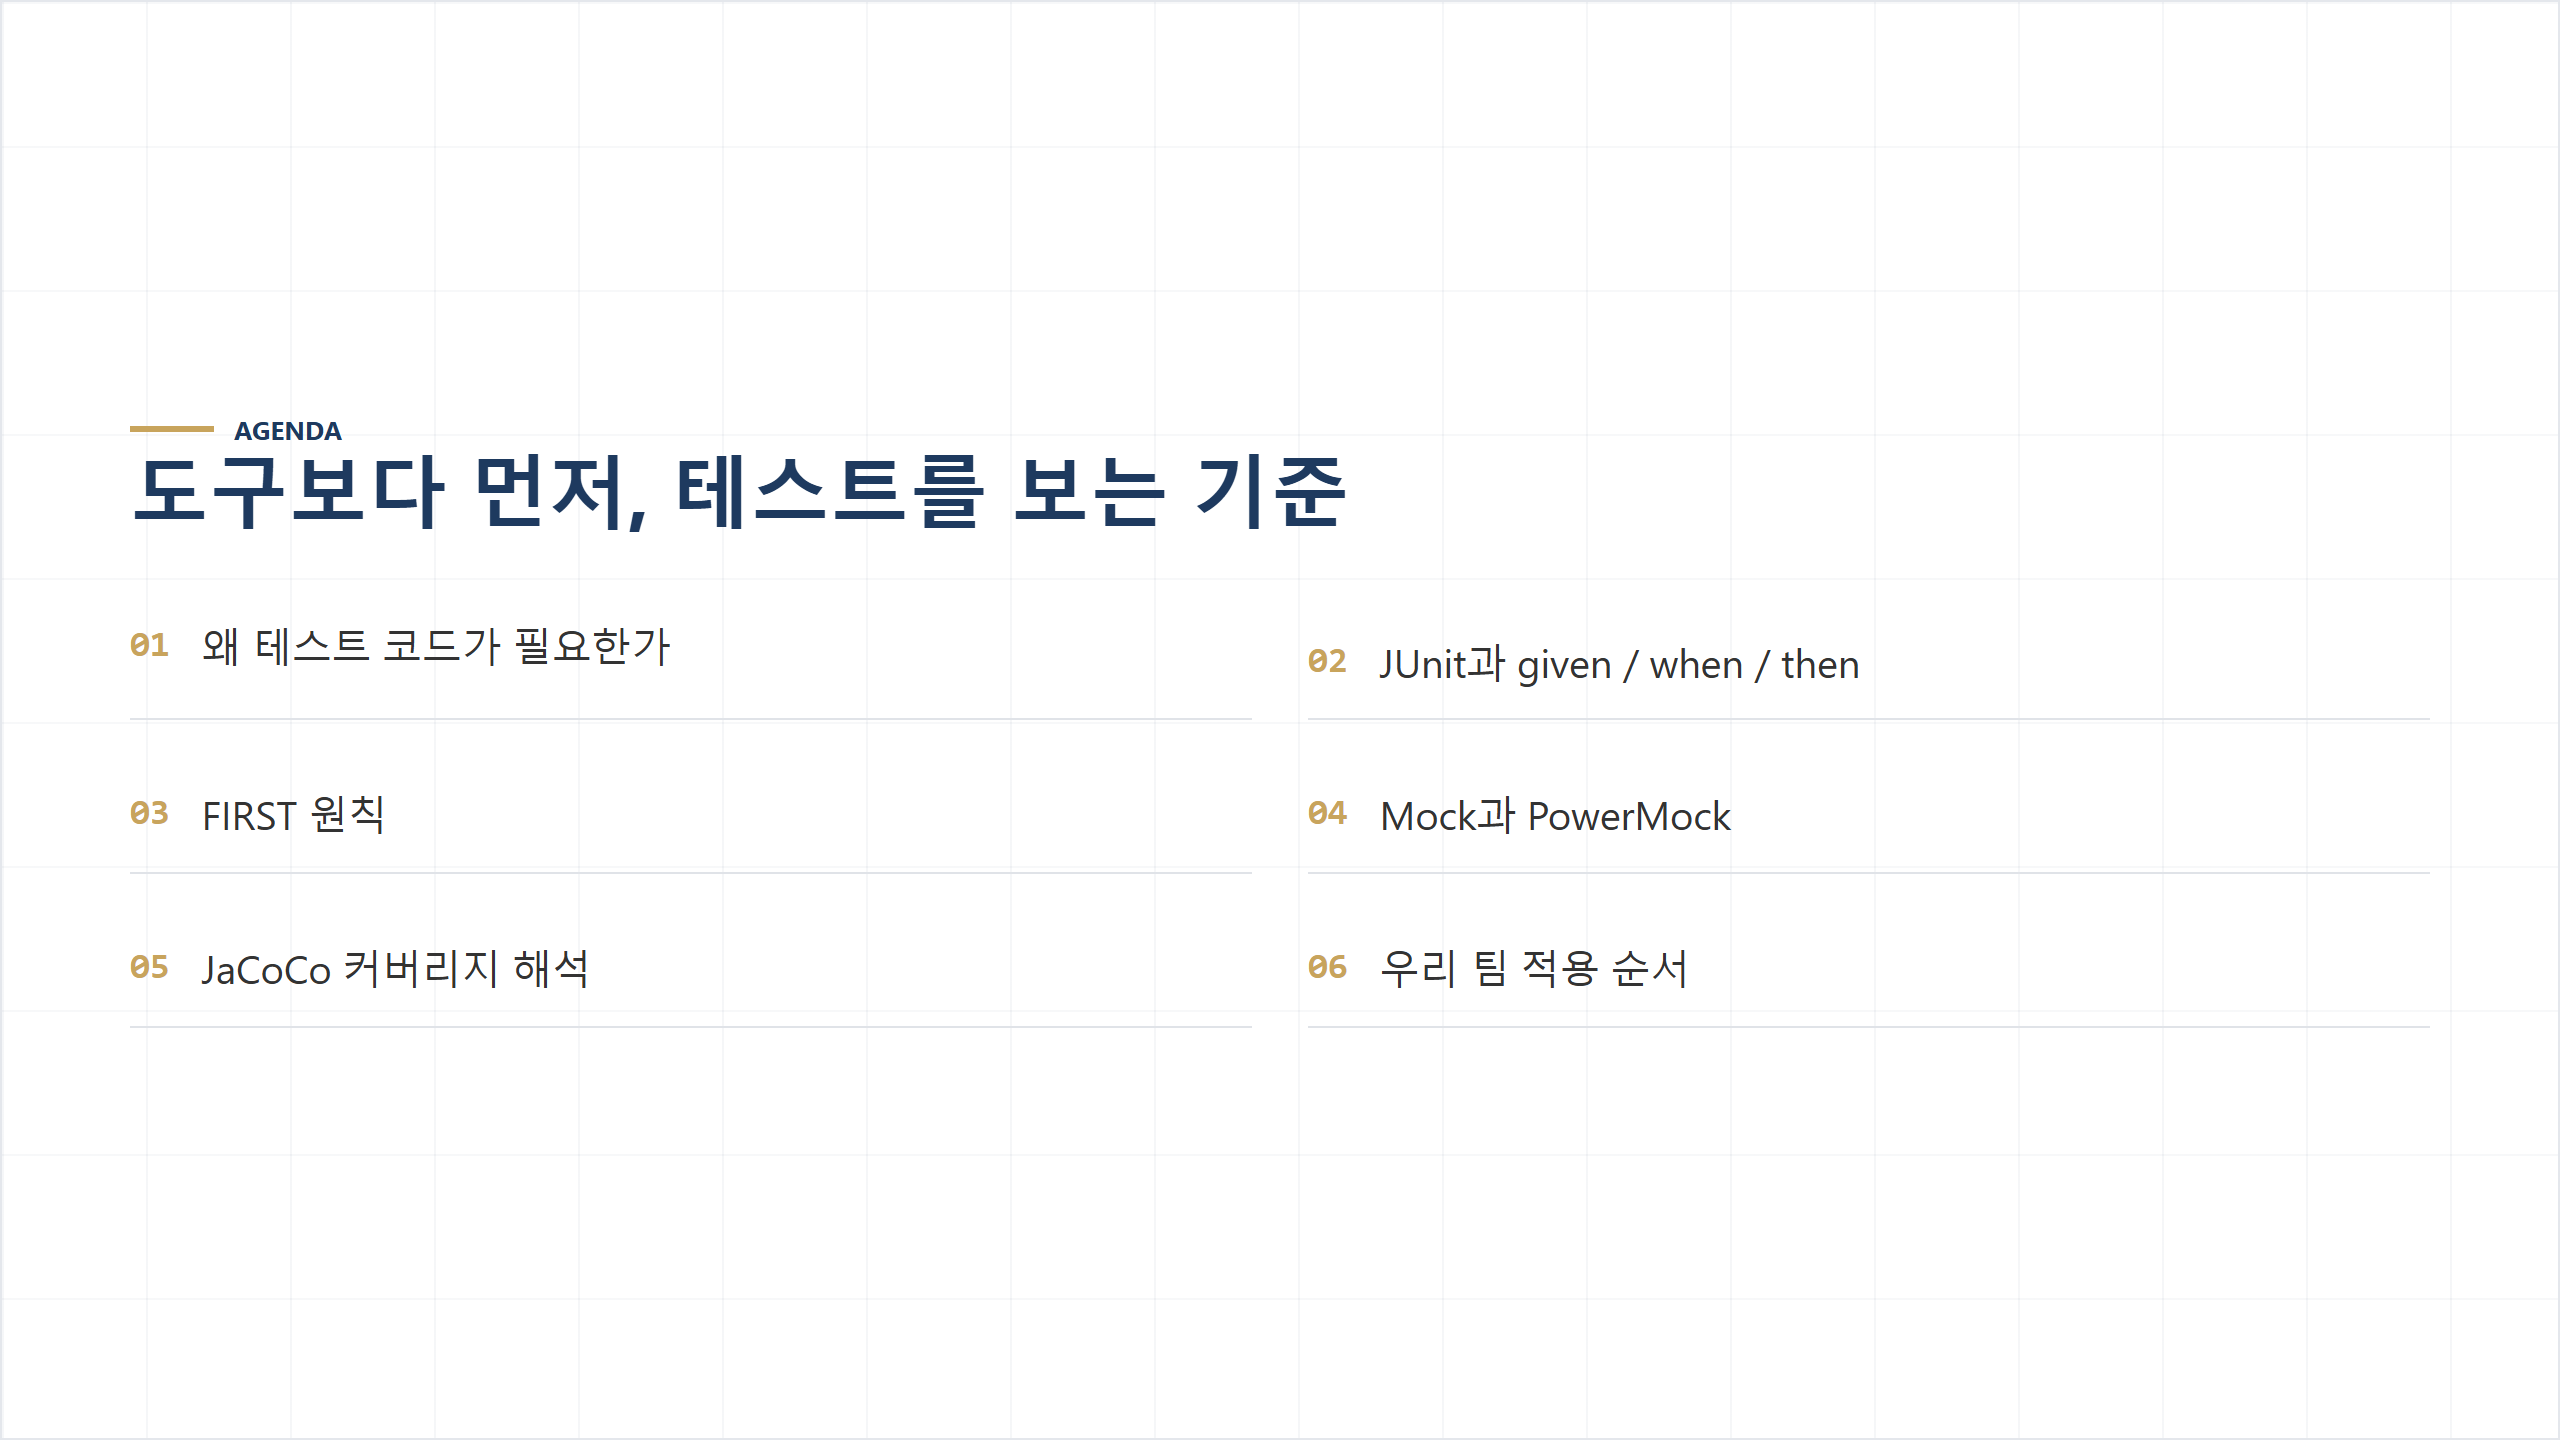 AGENDA
도구보다 먼저, 테스트를 보는 기준
01 왜 테스트 코드가 필요한가
02 JUnit과 given / when / then
03 FIRST 원칙
04 Mock과 PowerMock
05 JaCoCo 커버리지 해석
06 우리 팀 적용 순서